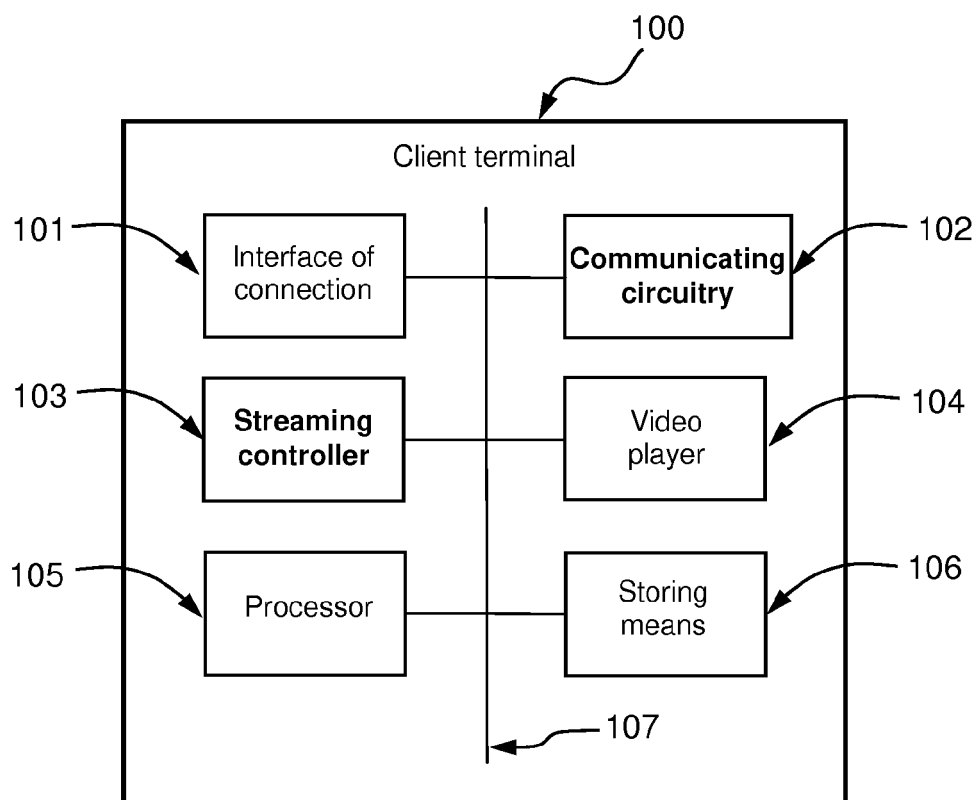 100
Client terminal
101
Interface of
connection
Communicating
circuitry
102
103
Streaming
controller
Video
player
104
105
Processor
Storing
means
106
107